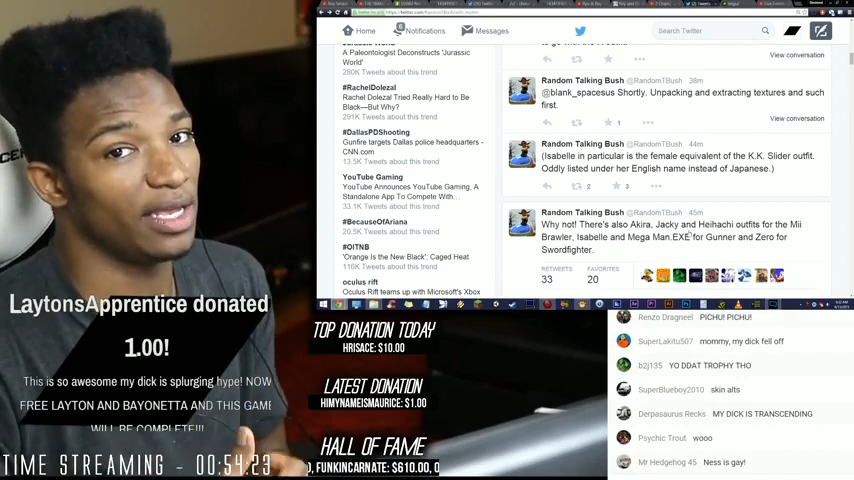 Home
Notifications
Messages
Search Twitter
A Paleontologist Deconstructs 'Jurassic
World'
280K Tweets about this trend
#RachelDolezal
Rachel Dolezal Tried Really Hard to Be
Black—But Why?
291K Tweets about this trend
#DallasPDShooting
Gunfire targets Dallas police headquarters -
CNN.com
13.5K Tweets about this trend
YouTube Gaming
YouTube Announces YouTube Gaming, A
Standalone App To Compete With...
33.1K Tweets about this trend
#BecauseOfAriana
20.5K Tweets about this trend
#OITNB
'Orange Is the New Black': Caged Heat
116K Tweets about this trend
oculus rift
Oculus Rift teams up with Microsoft's Xbox
View conversation
Random Talking Bush @RandomTBush · 38m
@blank_spacesus Shortly. Unpacking and extracting textures and such
first.
1
View conversation
Random Talking Bush @RandomTBush · 44m
(Isabelle in particular is the female equivalent of the K.K. Slider outfit.
Oddly listed under her English name instead of Japanese.)
2 3
Random Talking Bush @RandomTBush · 45m
Why not! There's also Akira, Jacky and Heihachi outfits for the Mii
Brawler, Isabelle and Mega Man.EXE for Gunner and Zero for
Swordfighter.
RETWEETS FAVORITES
33 20
LaytonsApprentice donated
1.00!
This is so awesome my dick is splurging hype! NOW
FREE LAYTON AND BAYONETTA AND THIS GAME
WILL BE COMPLETE!!!!
TIME STREAMING - 00:54:23
TOP DONATION TODAY
HRISACE: $10.00
LATEST DONATION
HIMYNAMEISMAURICE: $1.00
HALL OF FAME
FUNKINCARNATE: $610.00,
Renzo Dragneel PICHU! PICHU!
SuperLakitu507 mommy, my dick fell off
b2j135 YO DDAT TROPHY THO
SuperBlueboy2010 skin alts
Derpasaurus Recks MY DICK IS TRANSCENDING
Psychic Trout wooo
Mr Hedgehog 45 Ness is gay!